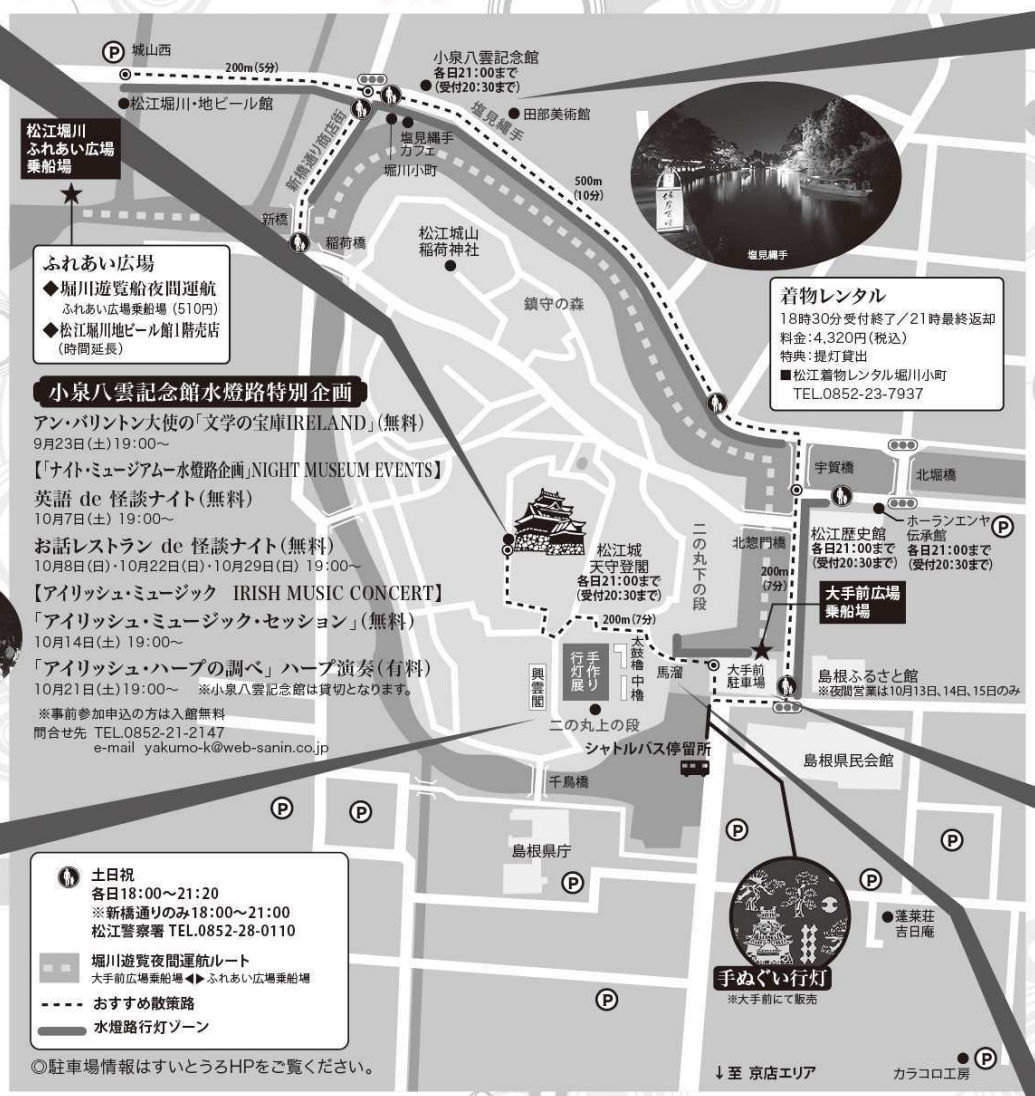 Ⓟ 城山西
200m(5分)
小泉八雲記念館
各日21:00まで
(受付20:30まで)
●松江堀川・地ビール館
塩見縄手
田部美術館
松江堀川
ふれあい広場
乗船場
新橋通り商店街
塩見縄手
カフェ
堀川小町
500m
(10分)
塩見縄手
新橋
稲荷橋
松江城山
稲荷神社
鎮守の森
ふれあい広場
◆堀川遊覧船夜間運航
ふれあい広場乗船場(510円)
◆松江堀川地ビール館1階売店
(時間延長)
着物レンタル
18時30分受付終了/21時最終返却
料金:4,320円(税込)
特典:提灯貸出
■松江着物レンタル堀川小町
TEL.0852-23-7937
小泉八雲記念館水燈路特別企画
アン・バリントン大使の「文学の宝庫IRELAND」(無料)
9月23日(土)19:00~
【「ナイト・ミュージアムー水燈路企画」NIGHT MUSEUM EVENTS】
英語 de 怪談ナイト(無料)
10月7日(土) 19:00~
お話レストラン de 怪談ナイト(無料)
10月8日(日)・10月22日(日)・10月29日(日) 19:00~
【アイリッシュ・ミュージック IRISH MUSIC CONCERT】
「アイリッシュ・ミュージック・セッション」(無料)
10月14日(土) 19:00~
「アイリッシュ・ハープの調べ」ハープ演奏(有料)
10月21日(土)19:00~ ※小泉八雲記念館は貸切となります。
※事前参加申込の方は入館無料
問合せ先 TEL.0852-21-2147
e-mail yakumo-k@web-sanin.co.jp
宇賀橋
北堀橋
松江歴史館
各日21:00まで
(受付20:30まで)
ホーランエンヤ
伝承館
各日21:00まで
(受付20:30まで)
Ⓟ
北惣門橋
二の丸下の段
200m
(7分)
松江城
天守登閣
各日21:00まで
(受付20:30まで)
大手前広場
乗船場
200m(7分)
手作り
行灯展
太鼓櫓
中櫓
興雲閣
馬溜
大手前
駐車場
島根ふるさと館
※夜間営業は10月13日、14日、15日のみ
二の丸上の段
シャトルバス停留所
島根県民会館
千鳥橋
島根県庁
Ⓟ
Ⓟ
Ⓟ
Ⓟ
Ⓟ
Ⓟ
Ⓟ
蓬莱荘
吉日庵
手ぬぐい行灯
※大手前にて販売
土日祝
各日18:00~21:20
※新橋通りのみ18:00~21:00
松江警察署 TEL.0852-28-0110
堀川遊覧夜間運航ルート
大手前広場乗船場◀▶ふれあい広場乗船場
おすすめ散策路
水燈路行灯ゾーン
◎駐車場情報はすいとうろHPをご覧ください。
↓至 京店エリア
カラコロ工房
Ⓟ